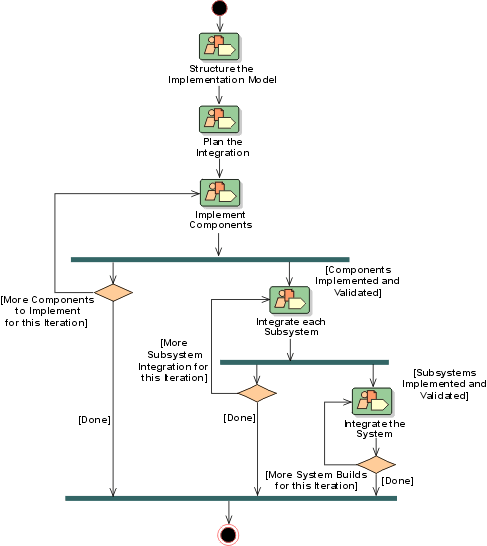 Structure the
Implementation Model
Plan the
Integration
Implement
Components
[Components
Implemented and
Validated]
[More Components
to Implement
for this Iteration]
Integrate each
Subsystem
[More
Subsystem
Integration for
this Iteration]
[Subsystems
Implemented and
Validated]
[Done]
[Done]
Integrate the
System
[More System Builds
for this Iteration]
[Done]